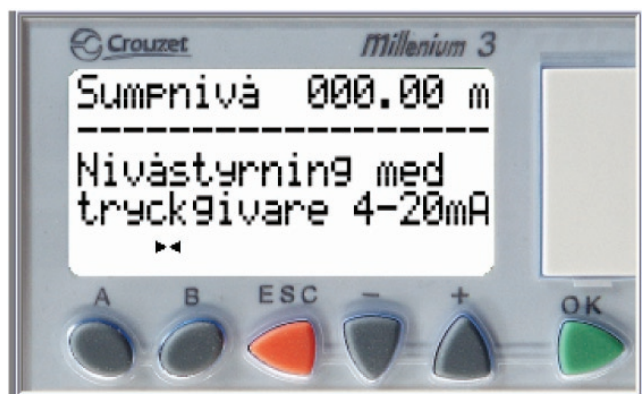 Crouzet Millenium 3
Sumpnivå 000.00 m
--------------------
Nivåstyrning med
tryckgivare 4-20mA
A B ESC - + OK